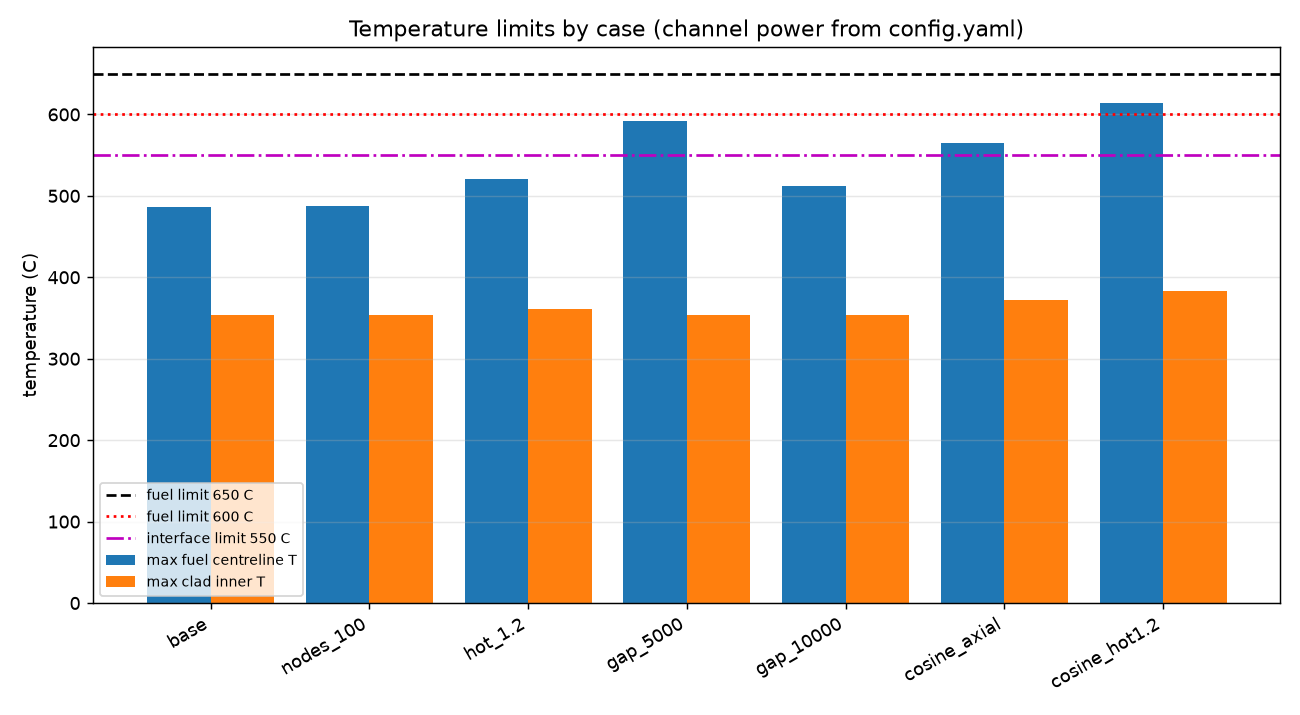 Temperature limits by case (channel power from config.yaml)
temperature (C)
600
500
400
300
200
100
0
fuel limit 650 C
fuel limit 600 C
interface limit 550 C
max fuel centreline T
max clad inner T
base
nodes_100
hot_1.2
gap_5000
gap_10000
cosine_axial
cosine_hot1.2